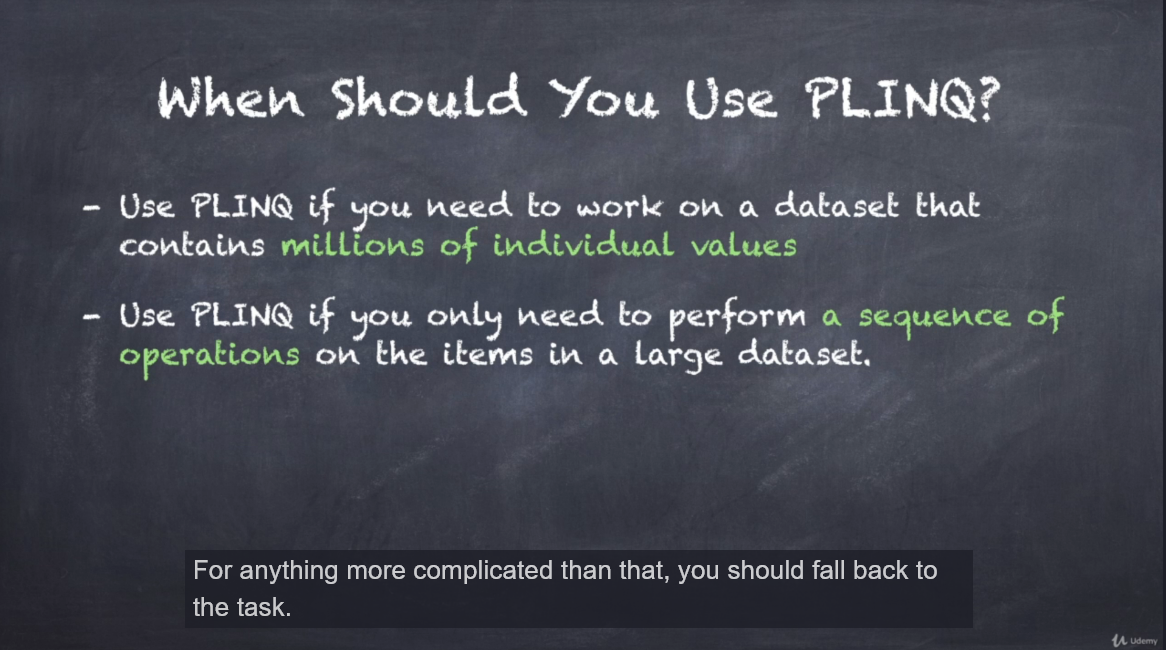 When Should You Use PLINQ?
- Use PLINQ if you need to work on a dataset that
contains millions of individual values
- Use PLINQ if you only need to perform a sequence of
operations on the items in a large dataset.
For anything more complicated than that, you should fall back to
the task.
Udemy